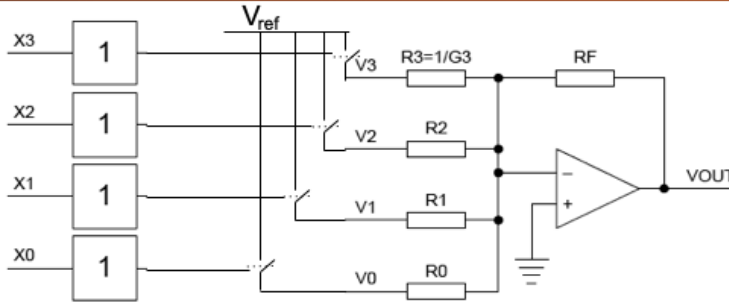 Vref
X3 1 V3 R3=1/G3 RF
X2 1 V2 R2
X1 1 V1 R1 − + VOUT
X0 1 V0 R0